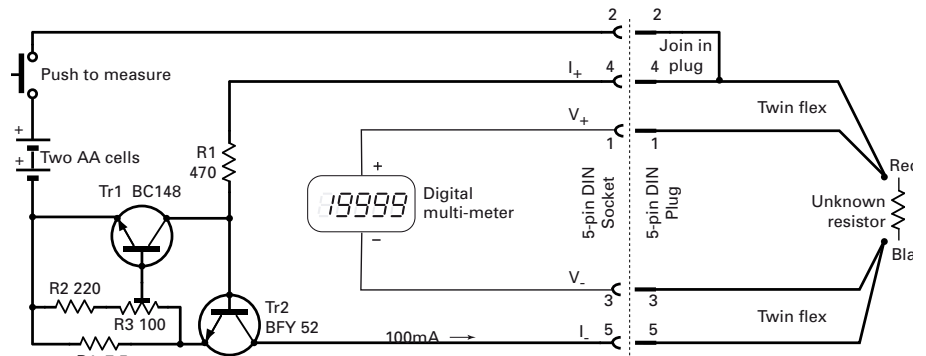 2
2
Join in
plug
Push to measure
I+
4
4
Twin flex
V+
1
1
+
+
Two AA cells
R1
470
Tr1 BC148
+
19999
−
Digital
multi-meter
5-pin DIN
Socket
5-pin DIN
Plug
Unknown
resistor
R2 220
R3 100
Tr2
BFY 52
V-
3
3
Twin flex
100mA →
I-
5
5